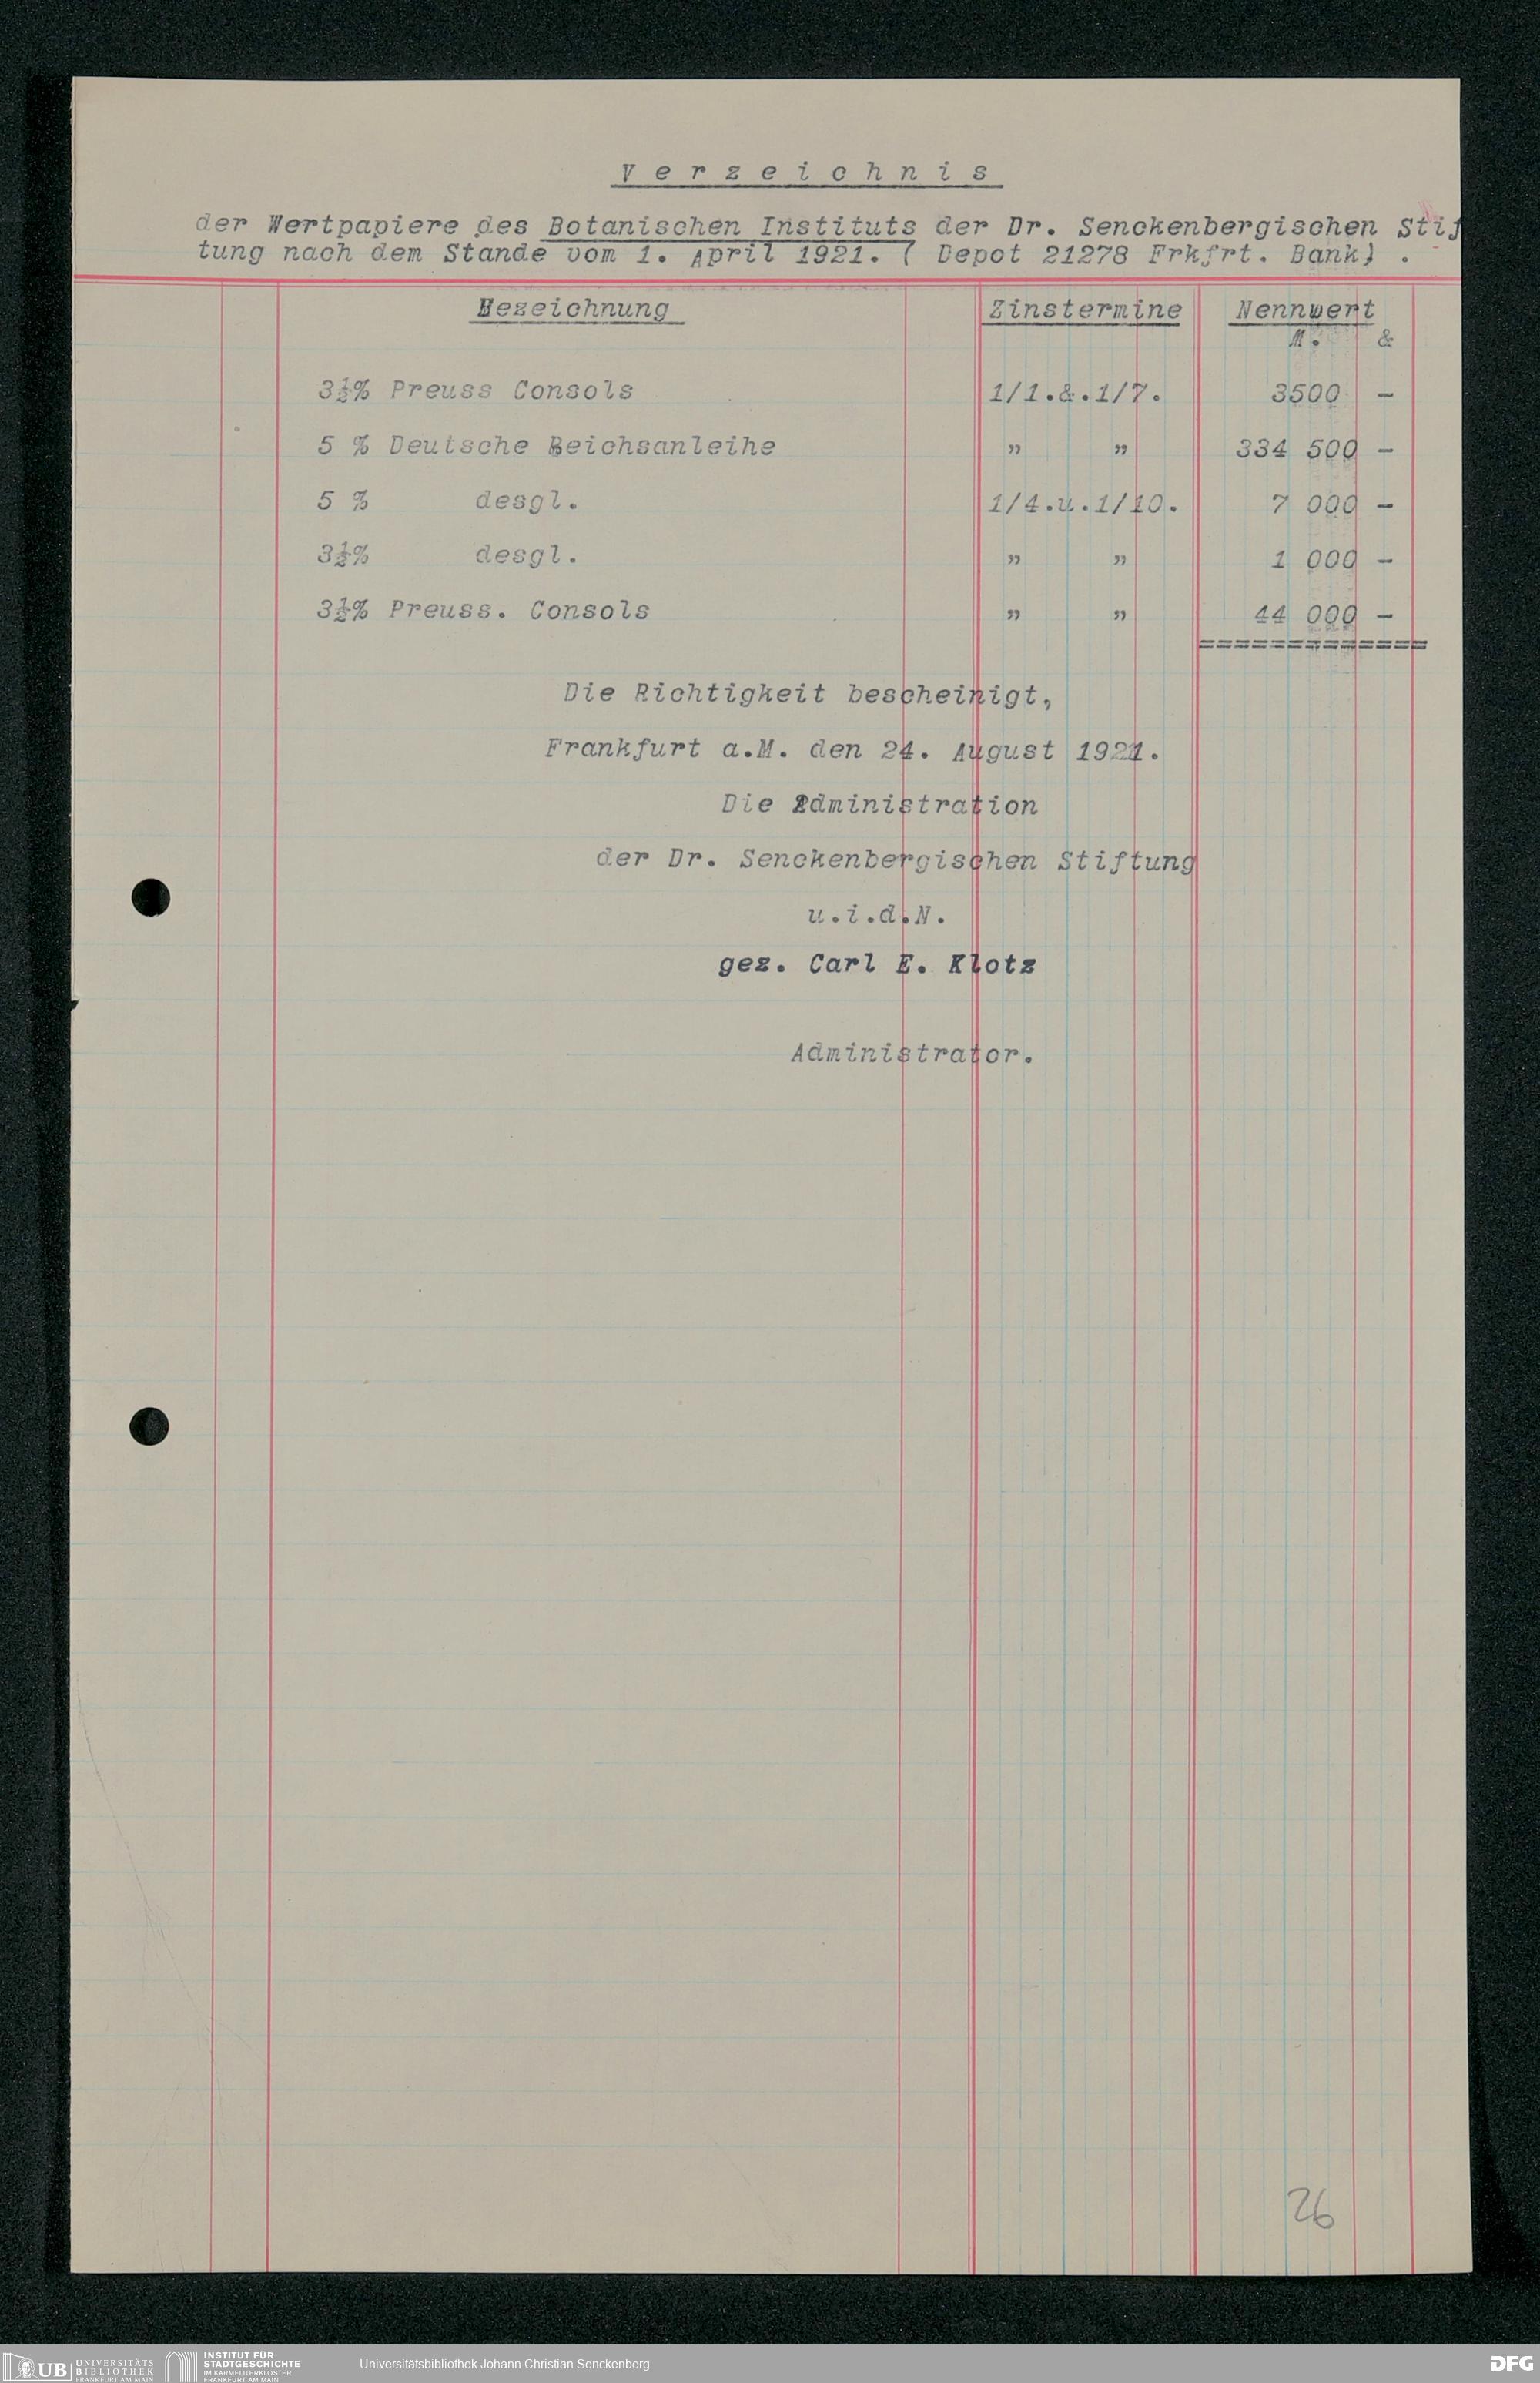 Verzeichnis
der Wertpapiere des Botanischen Instituts der Dr. Senckenbergischen Stif
tung nach dem Stande vom 1. April 1921. ( Depot 21278 Frkfrt. Bank) .
Bezeichnung Zinstermine Nennwert
M. &
3½% Preuss Consols 1/1.&.1/7. 3500 -
5 % Deutsche Reichsanleihe " " 334 500 -
5 % desgl. 1/4.u.1/10. 7 000 -
3½% desgl. " " 1 000 -
3½% Preuss. Consols " " 44 000 -
=============
Die Richtigkeit bescheinigt,
Frankfurt a.M. den 24. August 1921.
Die Administration
der Dr. Senckenbergischen Stiftung
u.i.d.N.
gez. Carl E. Klotz
Administrator.
26
UB UNIVERSITÄTS BIBLIOTHEK FRANKFURT AM MAIN
INSTITUT FÜR STADTGESCHICHTE IM KARMELITERKLOSTER FRANKFURT AM MAIN
Universitätsbibliothek Johann Christian Senckenberg
DFG